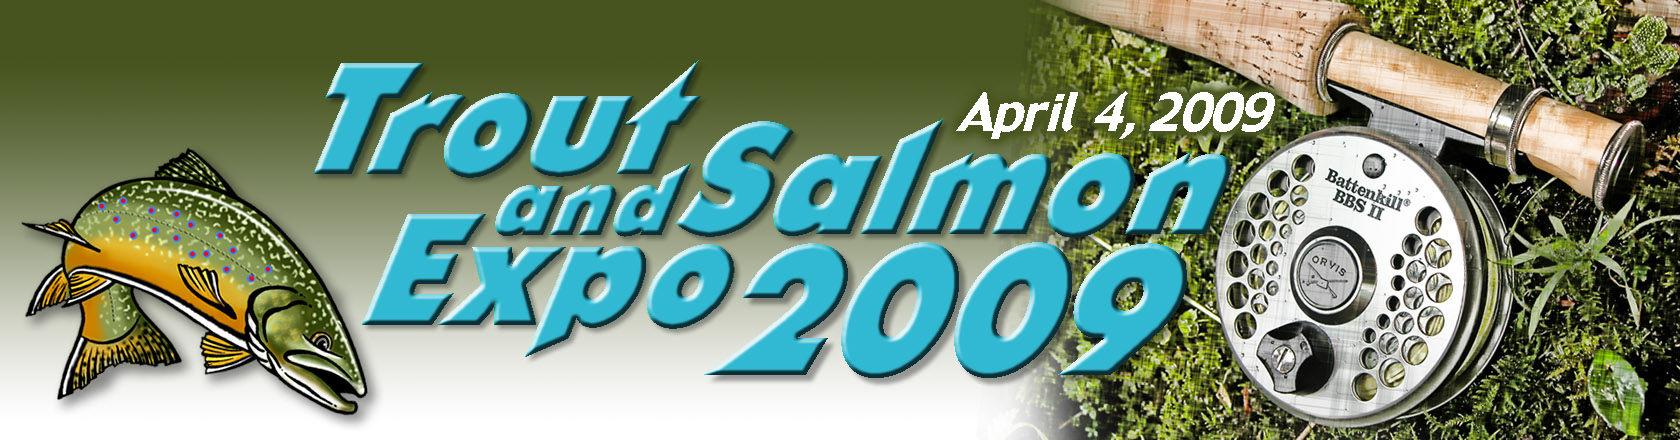 Trout
and Salmon
Expo 2009
April 4, 2009
Battenkill®
BBS II
ORVIS